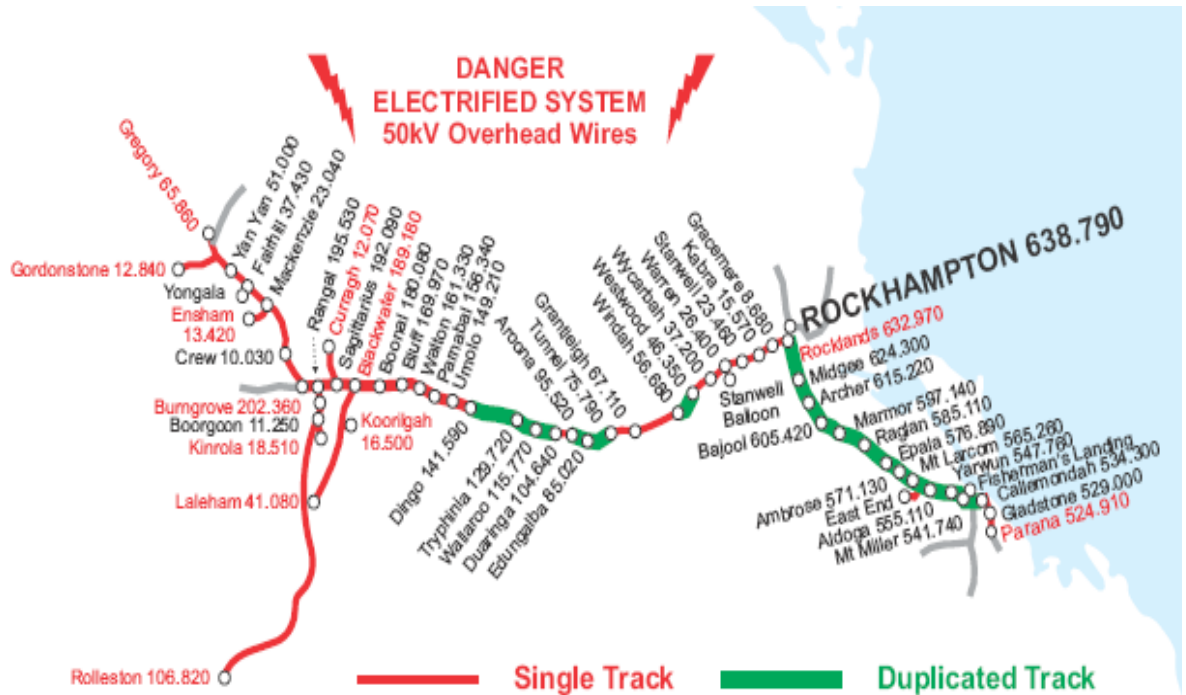 DANGER
ELECTRIFIED SYSTEM
50kV Overhead Wires
Gregory 65.860
Gordonstone 12.840
Yan Yan 51.000
Fairhill 37.430
Mackenzie 23.040
Yongala
Ensham
13.420
Crew 10.030
Rangal 195.530
Curragh 12.070
Sagittarius 192.090
Blackwater 189.180
Boonal 180.080
Bluff 169.970
Walton 161.330
Parnabal 156.340
Umolo 149.210
Burngrove 202.360
Boorgoon 11.250
Kinrola 18.510
Koorilgah
16.500
Laleham 41.080
Rolleston 106.820
Dingo 141.590
Tryphinia 129.720
Wallaroo 115.770
Duaringa 104.640
Edungalba 85.020
Aroona 95.520
Tunnel 75.790
Grantleigh 67.110
Windah 56.680
Westwood 46.350
Wycarbah 37.200
Warren 26.400
Stanwell 23.460
Kabra 15.570
Gracemere 8.680
Stanwell
Balloon
ROCKHAMPTON 638.790
Rocklands 632.970
Midgee 624.300
Archer 615.220
Bajool 605.420
Marmor 597.140
Raglan 585.110
Epala 576.890
Mt Larcom 565.260
Yarwun 547.760
Fisherman's Landing
Callemondah 534.300
Gladstone 529.000
Parana 524.910
Ambrose 571.130
East End
Aldoga 555.110
Mt Miller 541.740
Single Track
Duplicated Track